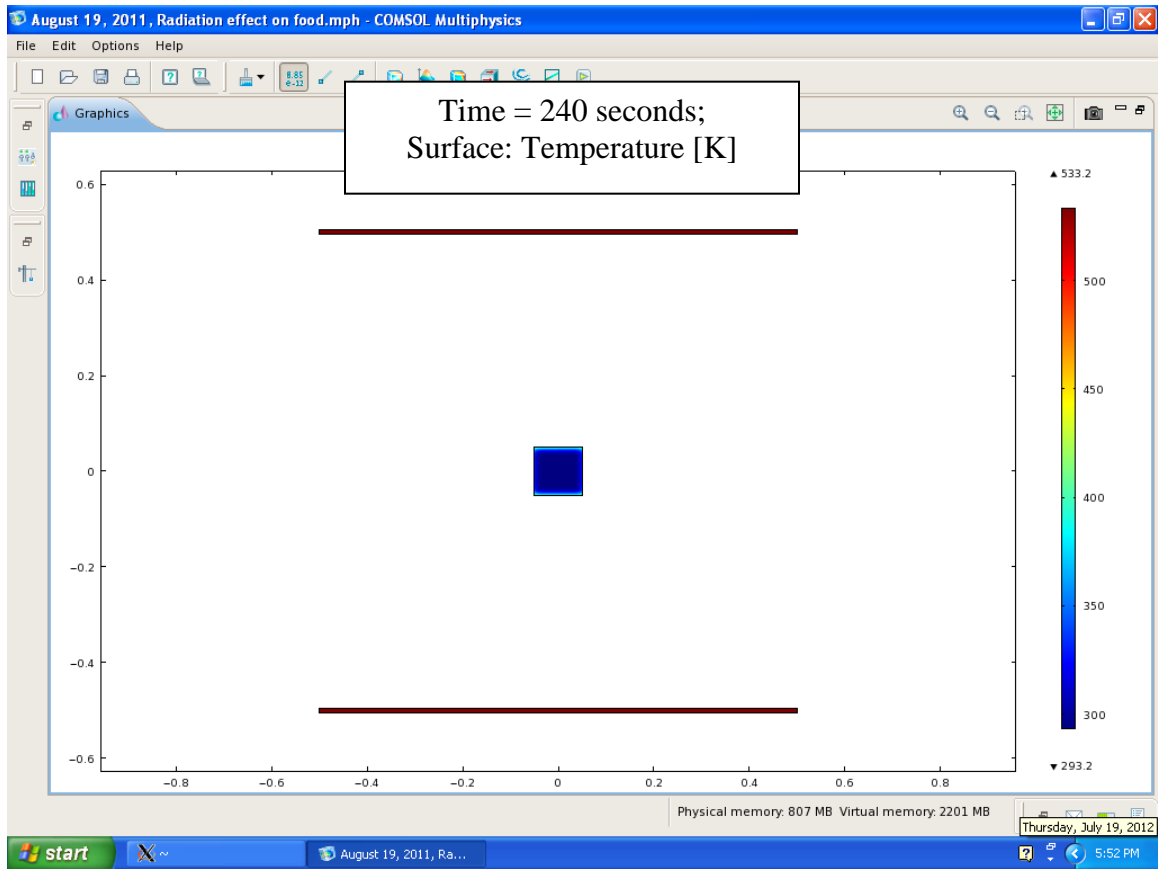 August 19, 2011, Radiation effect on food.mph - COMSOL Multiphysics
File Edit Options Help
8.85
e-12
Time = 240 seconds;
Surface: Temperature [K]
Graphics
▲ 533.2
0.6
0.4
0.2
0
−0.2
−0.4
−0.6
−0.8 −0.6 −0.4 −0.2 0 0.2 0.4 0.6 0.8
500
450
400
350
300
▼ 293.2
Physical memory: 807 MB Virtual memory: 2201 MB
Thursday, July 19, 2012
start
~
August 19, 2011, Ra...
5:52 PM